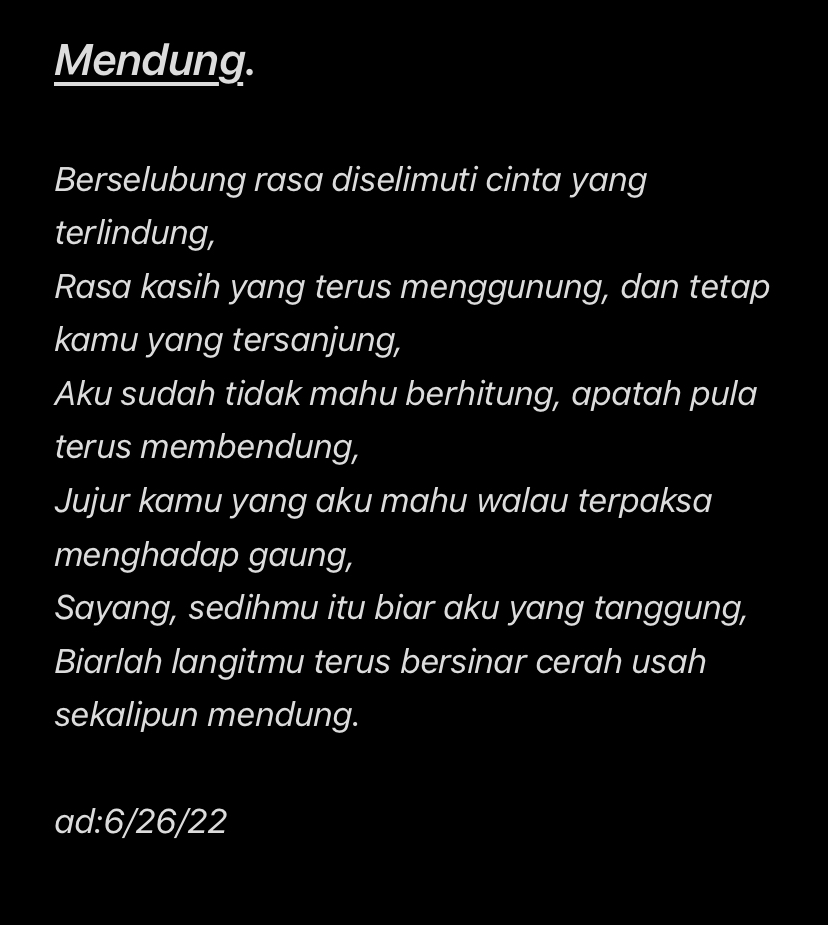 Mendung.
Berselubung rasa diselimuti cinta yang
terlindung,
Rasa kasih yang terus menggunung, dan tetap
kamu yang tersanjung,
Aku sudah tidak mahu berhitung, apatah pula
terus membendung,
Jujur kamu yang aku mahu walau terpaksa
menghadap gaung,
Sayang, sedihmu itu biar aku yang tanggung,
Biarlah langitmu terus bersinar cerah usah
sekalipun mendung.
ad:6/26/22